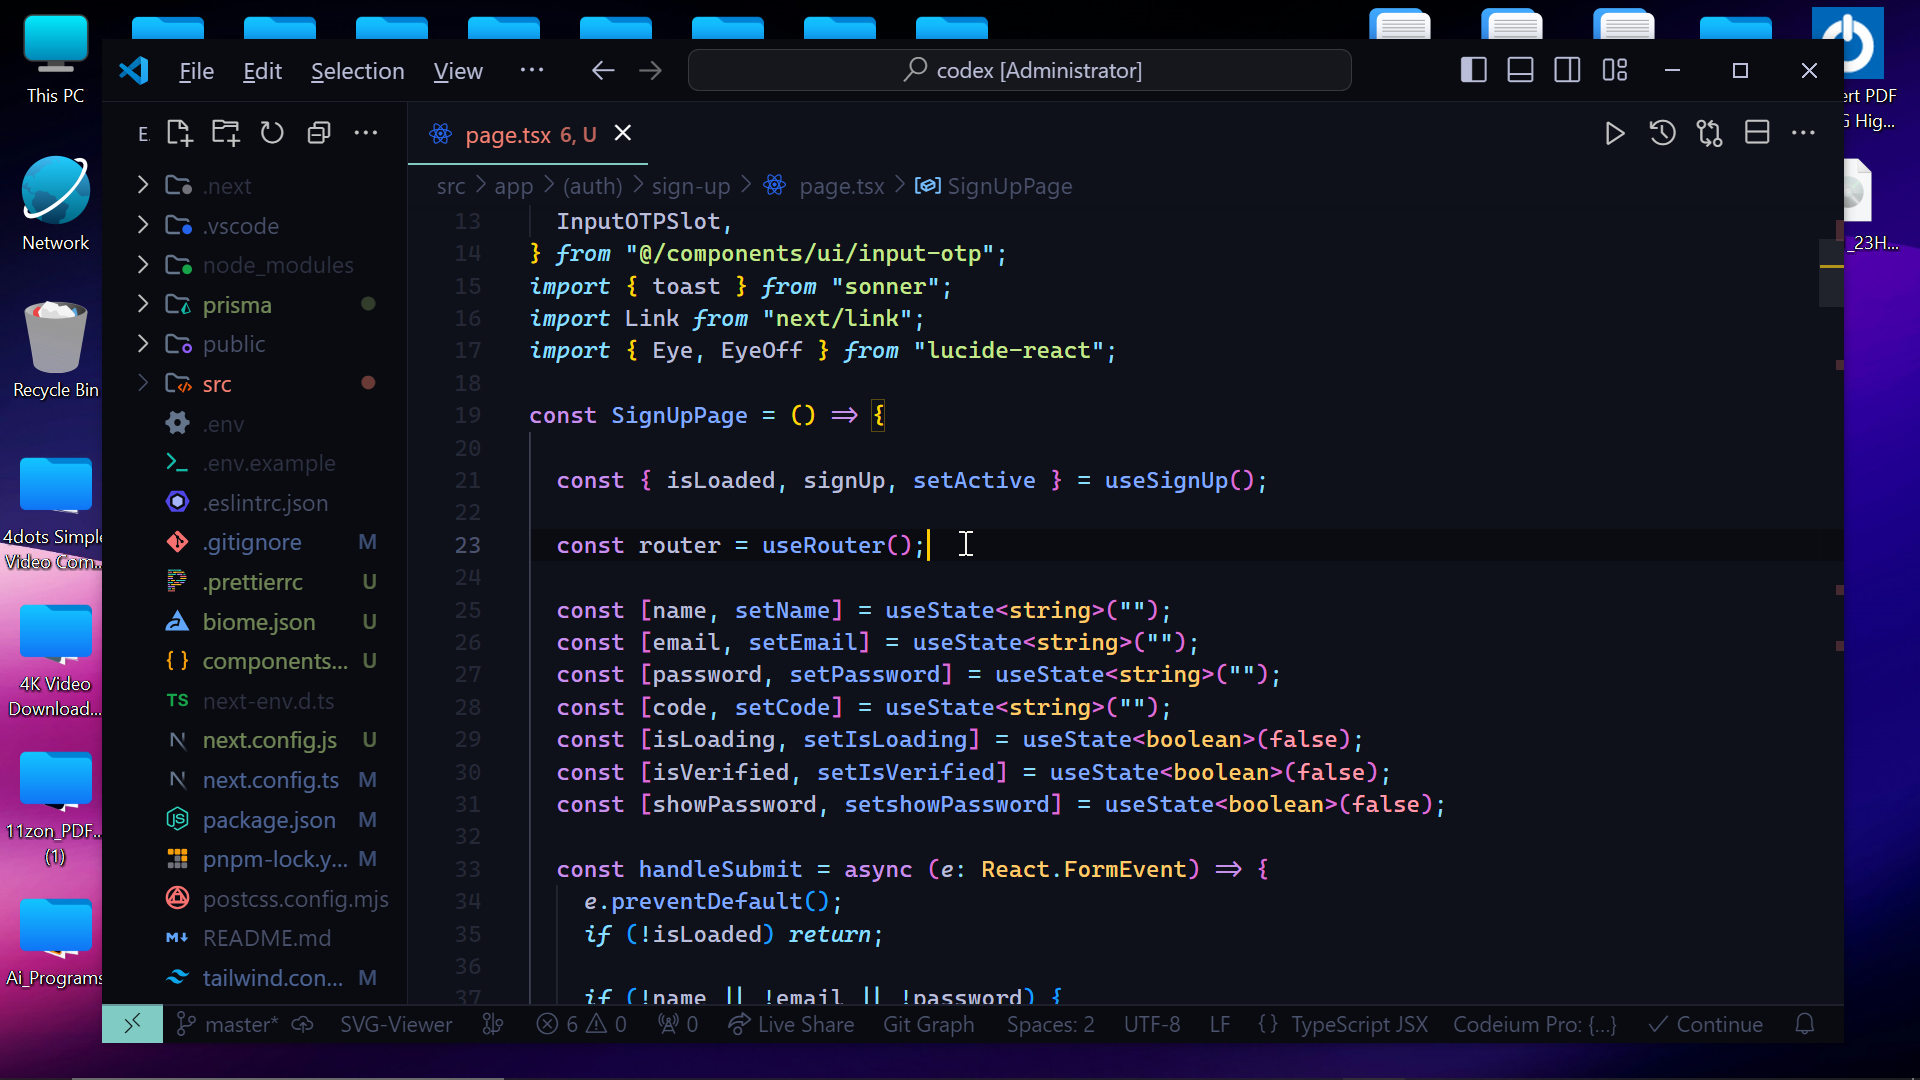 This PC
Network
Recycle Bin
4dots Simple
Video Com...
4K Video
Download...
11zon_PDF...
(1)
Ai_Programs
ert PDF
Hig...
_23H...
File Edit Selection View ...
codex [Administrator]
E.
page.tsx 6, U
src > app > (auth) > sign-up > page.tsx > SignUpPage
.next
.vscode
node_modules
prisma
public
src
.env
.env.example
.eslintrc.json
.gitignore M
.prettierrc U
biome.json U
components... U
TS next-env.d.ts
next.config.js U
next.config.ts M
package.json M
pnpm-lock.y... M
postcss.config.mjs
README.md
tailwind.con... M
13 InputOTPSlot,
14 } from "@/components/ui/input-otp";
15 import { toast } from "sonner";
16 import Link from "next/link";
17 import { Eye, EyeOff } from "lucide-react";
18
19 const SignUpPage = () => {
20
21 const { isLoaded, signUp, setActive } = useSignUp();
22
23 const router = useRouter();
24
25 const [name, setName] = useState<string>("");
26 const [email, setEmail] = useState<string>("");
27 const [password, setPassword] = useState<string>("");
28 const [code, setCode] = useState<string>("");
29 const [isLoading, setIsLoading] = useState<boolean>(false);
30 const [isVerified, setIsVerified] = useState<boolean>(false);
31 const [showPassword, setshowPassword] = useState<boolean>(false);
32
33 const handleSubmit = async (e: React.FormEvent) => {
34 e.preventDefault();
35 if (!isLoaded) return;
36
37 if (!name || !email || !password) {
master* SVG-Viewer 6 0 0 Live Share Git Graph Spaces: 2 UTF-8 LF {} TypeScript JSX Codeium Pro: {...} Continue